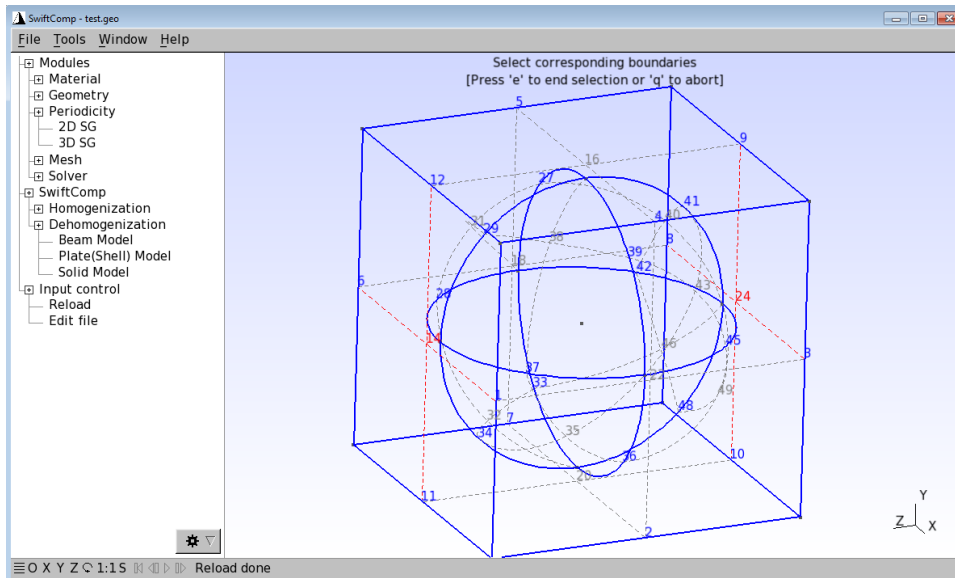 SwiftComp - test.geo
File Tools Window Help
Modules
Material
Geometry
Periodicity
2D SG
3D SG
Mesh
Solver
SwiftComp
Homogenization
Dehomogenization
Beam Model
Plate(Shell) Model
Solid Model
Input control
Reload
Edit file
Select corresponding boundaries
[Press 'e' to end selection or 'q' to abort]
5
9
16
12
27
41
4 40
31
29
38
8
39
18
42
6
43
28
24
14
45
46
3
37
22
33
49
1
48
32 7
34
35
36
10
20
11
2
Y
Z X
O X Y Z 1:1 S Reload done